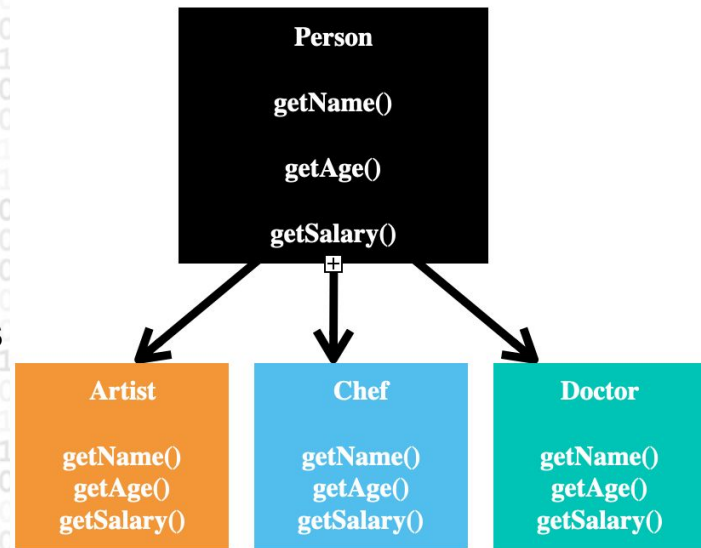 Person
getName()
getAge()
getSalary()
Artist
getName()
getAge()
getSalary()
Chef
getName()
getAge()
getSalary()
Doctor
getName()
getAge()
getSalary()